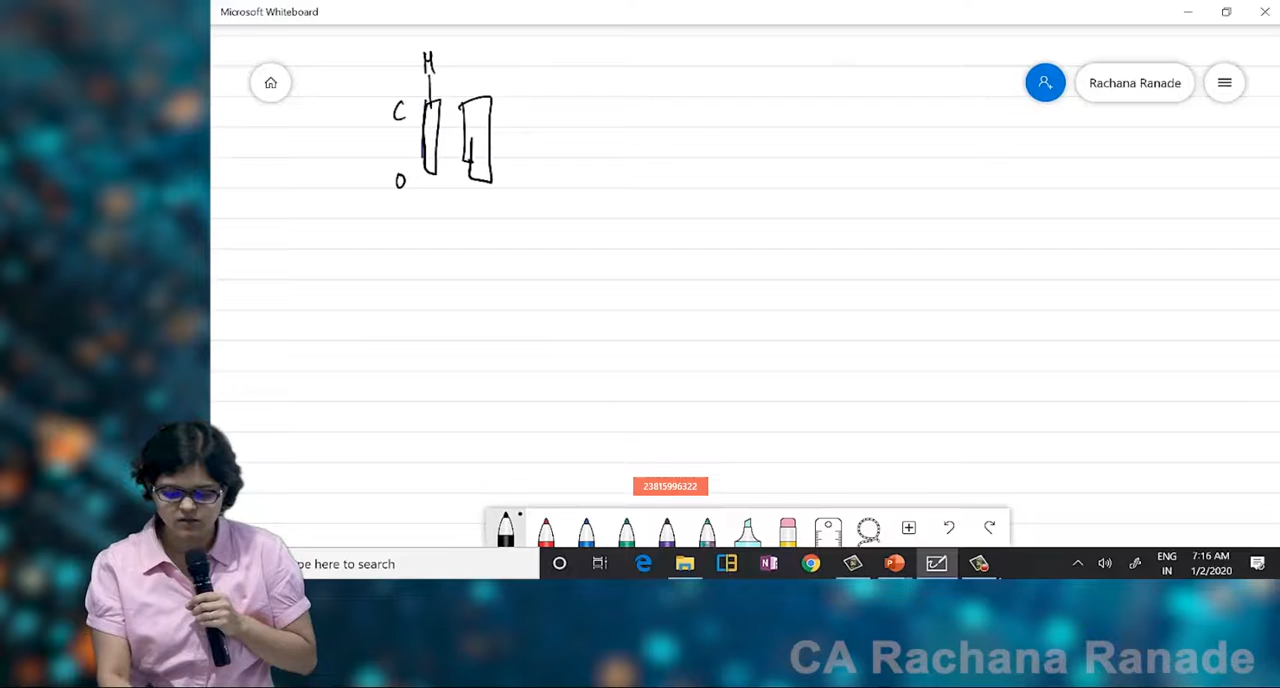 Microsoft Whiteboard
H
Rachana Ranade
C
O
23815996322
pe here to search
ENG
IN
7:16 AM
1/2/2020
CA Rachana Ranade